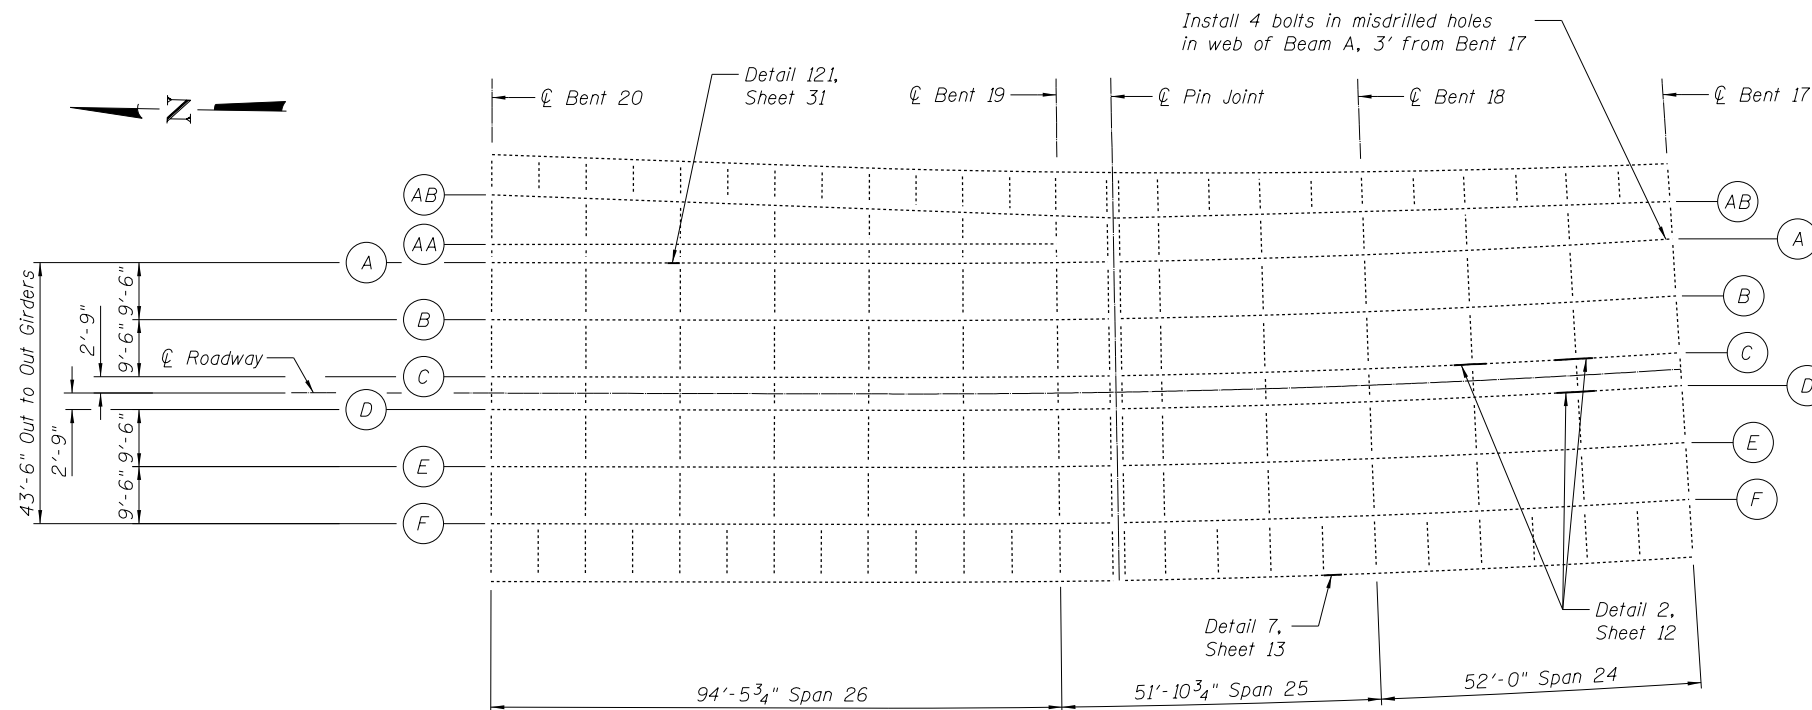 Install 4 bolts in misdrilled holes
in web of Beam A, 3' from Bent 17
Detail 121,
Sheet 31
N
℄ Bent 20
℄ Bent 19
℄ Pin Joint
℄ Bent 18
℄ Bent 17
AB
AA
A
B
C
D
E
F
AB
A
B
C
D
E
F
℄ Roadway
43'-6" Out to Out Girders
9'-6"
9'-6"
2'-9"
2'-9"
9'-6"
9'-6"
Detail 7,
Sheet 13
Detail 2,
Sheet 12
94'-5¾" Span 26
51'-10¾" Span 25
52'-0" Span 24